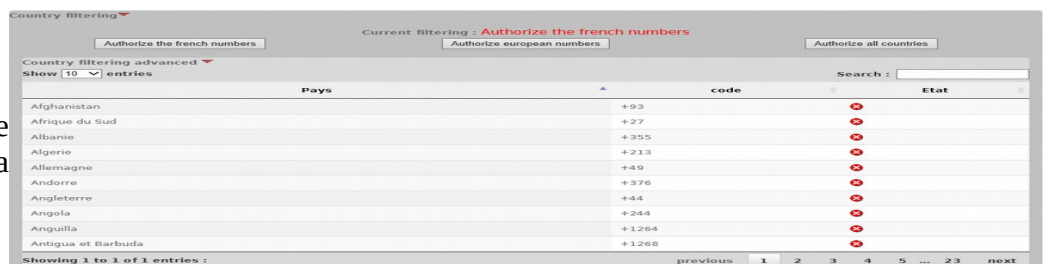 Country filtering
Current filtering : Authorize the french numbers
Authorize the french numbers Authorize european numbers Authorize all countries
Country filtering advanced
Show 10 entries Search :
Pays code Etat
Afghanistan +93
Afrique du Sud +27
e
Albanie +355
Algerie +213
a
Allemagne +49
Andorre +376
Angleterre +44
Angola +244
Anguilla +1264
Antigua et Barbuda +1268
Showing 1 to 1 of 1 entries : previous 1 2 3 4 5 ... 23 next